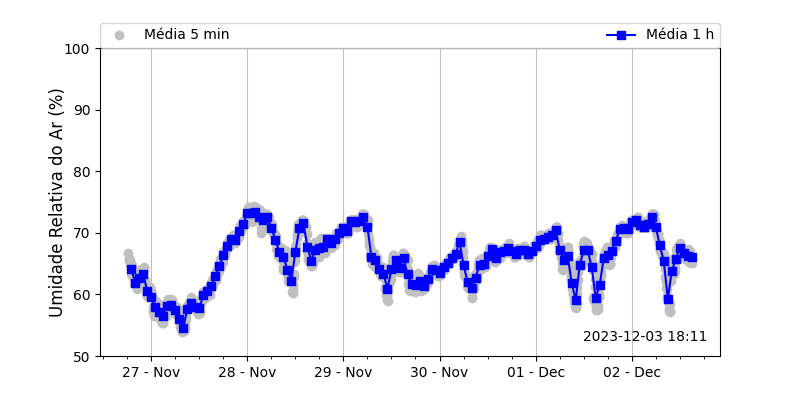 Média 5 min
Média 1 h
Umidade Relativa do Ar (%)
100
90
80
70
60
50
2023-12-03 18:11
27 - Nov
28 - Nov
29 - Nov
30 - Nov
01 - Dec
02 - Dec